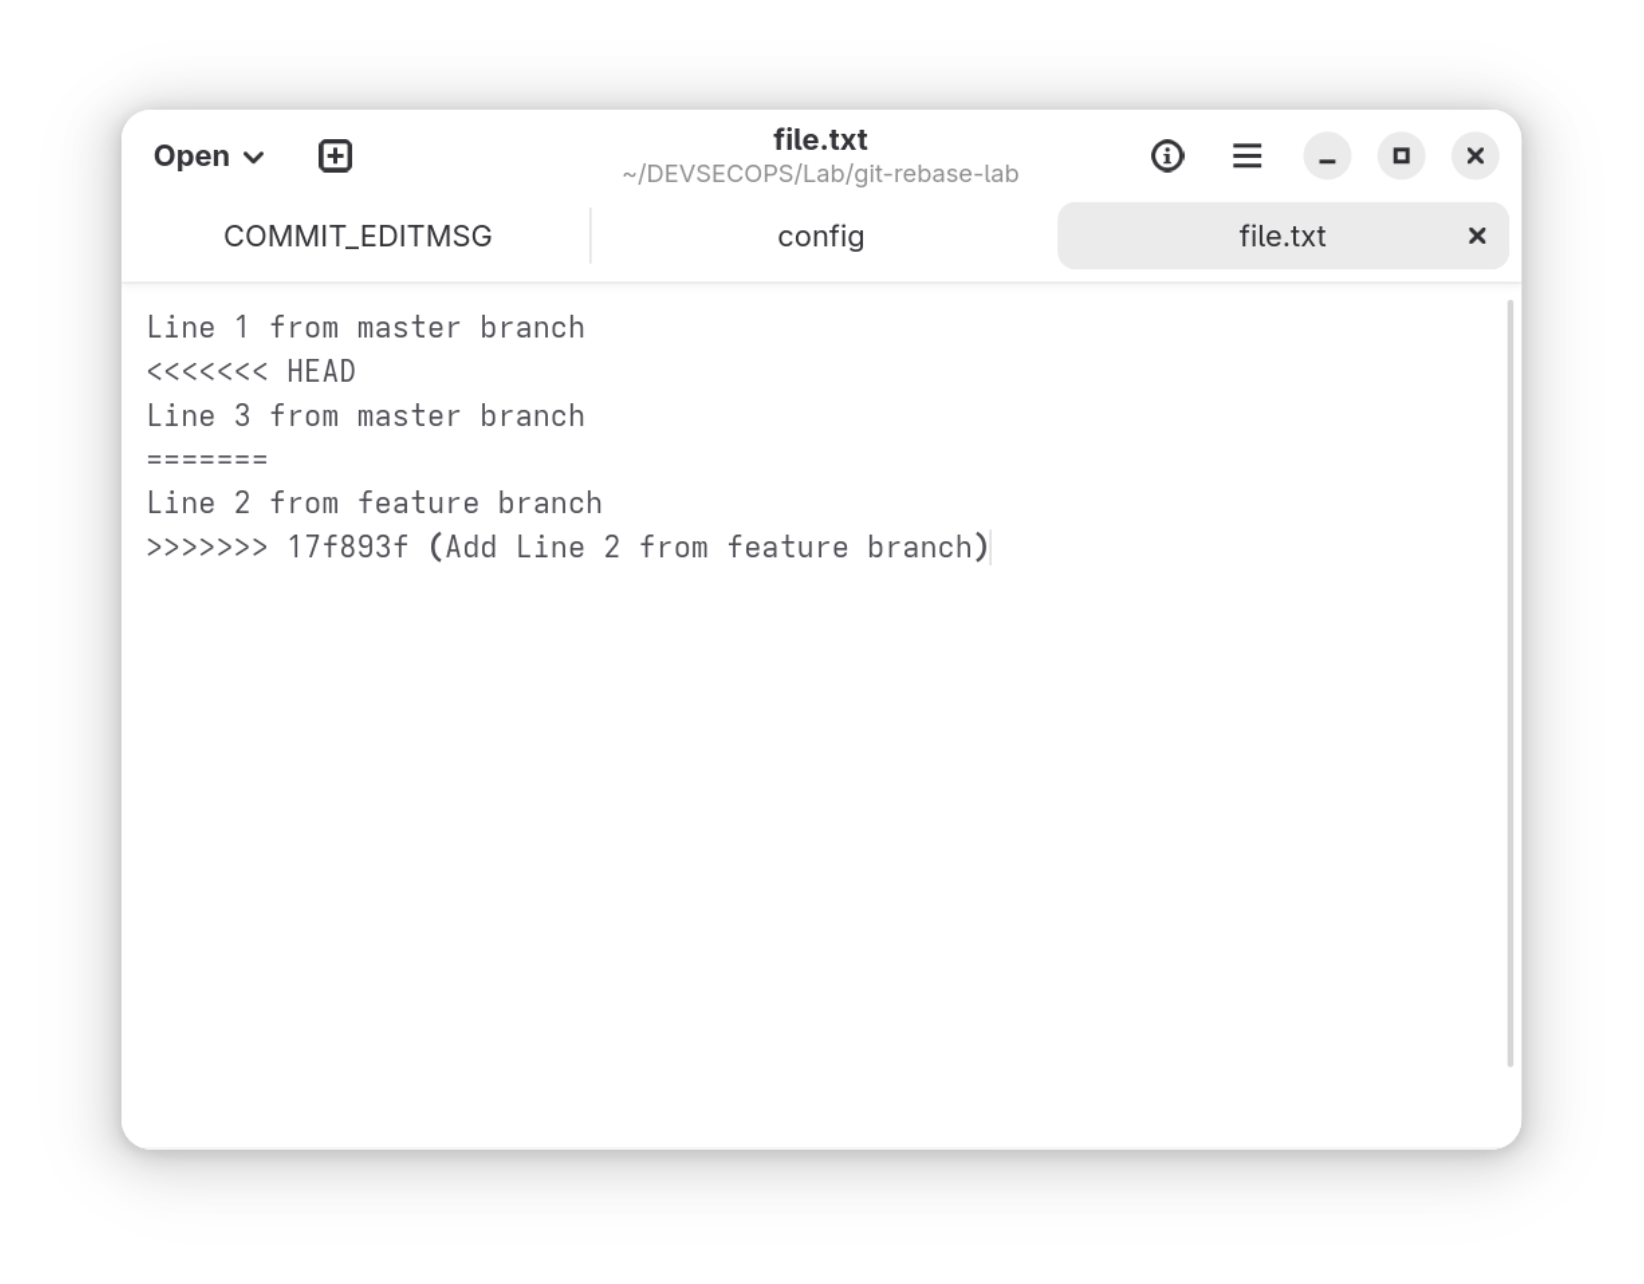 Open
file.txt
~/DEVSECOPS/Lab/git-rebase-lab
COMMIT_EDITMSG
config
file.txt
Line 1 from master branch
<<<<<<< HEAD
Line 3 from master branch
=======
Line 2 from feature branch
>>>>>>> 17f893f (Add Line 2 from feature branch)